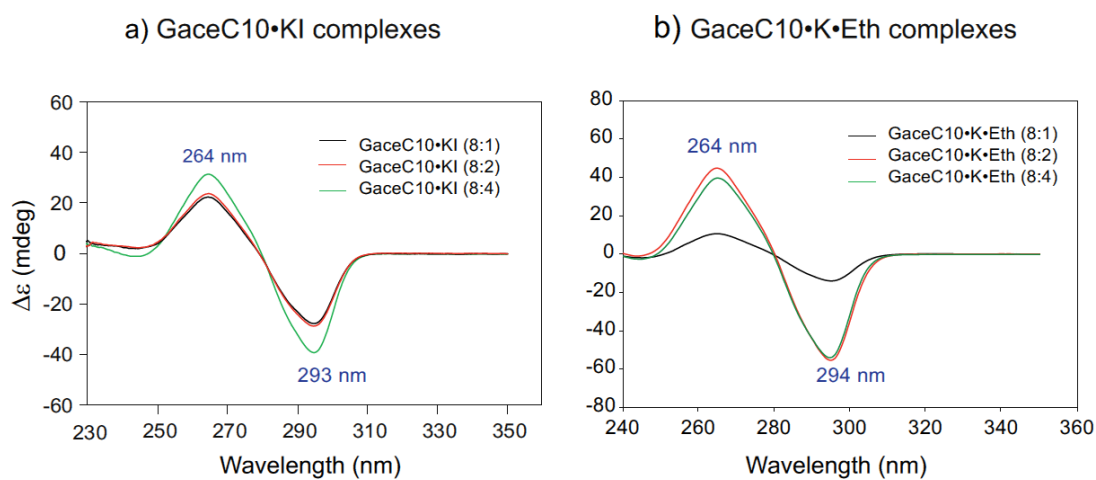 a) GaceC10•KI complexes
b) GaceC10•K•Eth complexes
Δε (mdeg)
60
40
20
0
-20
-40
-60
264 nm
293 nm
GaceC10•KI (8:1)
GaceC10•KI (8:2)
GaceC10•KI (8:4)
230 250 270 290 310 330 350
Wavelength (nm)
80
60
40
20
0
-20
-40
-60
-80
264 nm
294 nm
GaceC10•K•Eth (8:1)
GaceC10•K•Eth (8:2)
GaceC10•K•Eth (8:4)
240 260 280 300 320 340 360
Wavelength (nm)